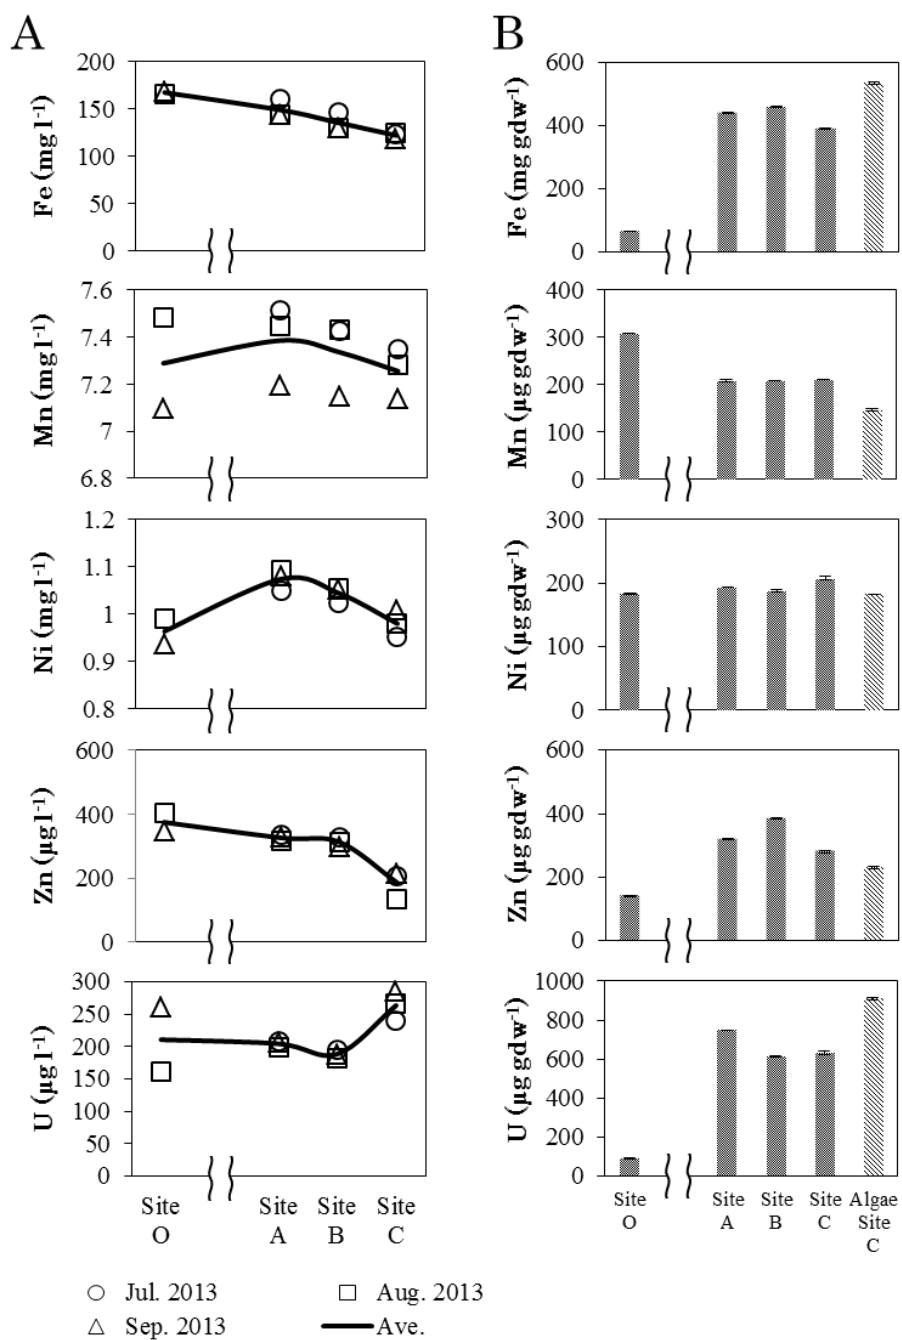 A
B
Fe (mg l-1)
200
150
100
50
0
Fe (mg gdw-1)
600
400
200
0
Mn (mg l-1)
7.6
7.4
7.2
7
6.8
Mn (µg gdw-1)
400
300
200
100
0
Ni (mg l-1)
1.2
1.1
1
0.9
0.8
Ni (µg gdw-1)
300
200
100
0
Zn (µg l-1)
600
400
200
0
Zn (µg gdw-1)
600
400
200
0
U (µg l-1)
300
250
200
150
100
50
0
U (µg gdw-1)
1000
800
600
400
200
0
Site O
Site A
Site B
Site C
Site O
Site A
Site B
Site C
Algae Site C
Jul. 2013
Aug. 2013
Sep. 2013
Ave.